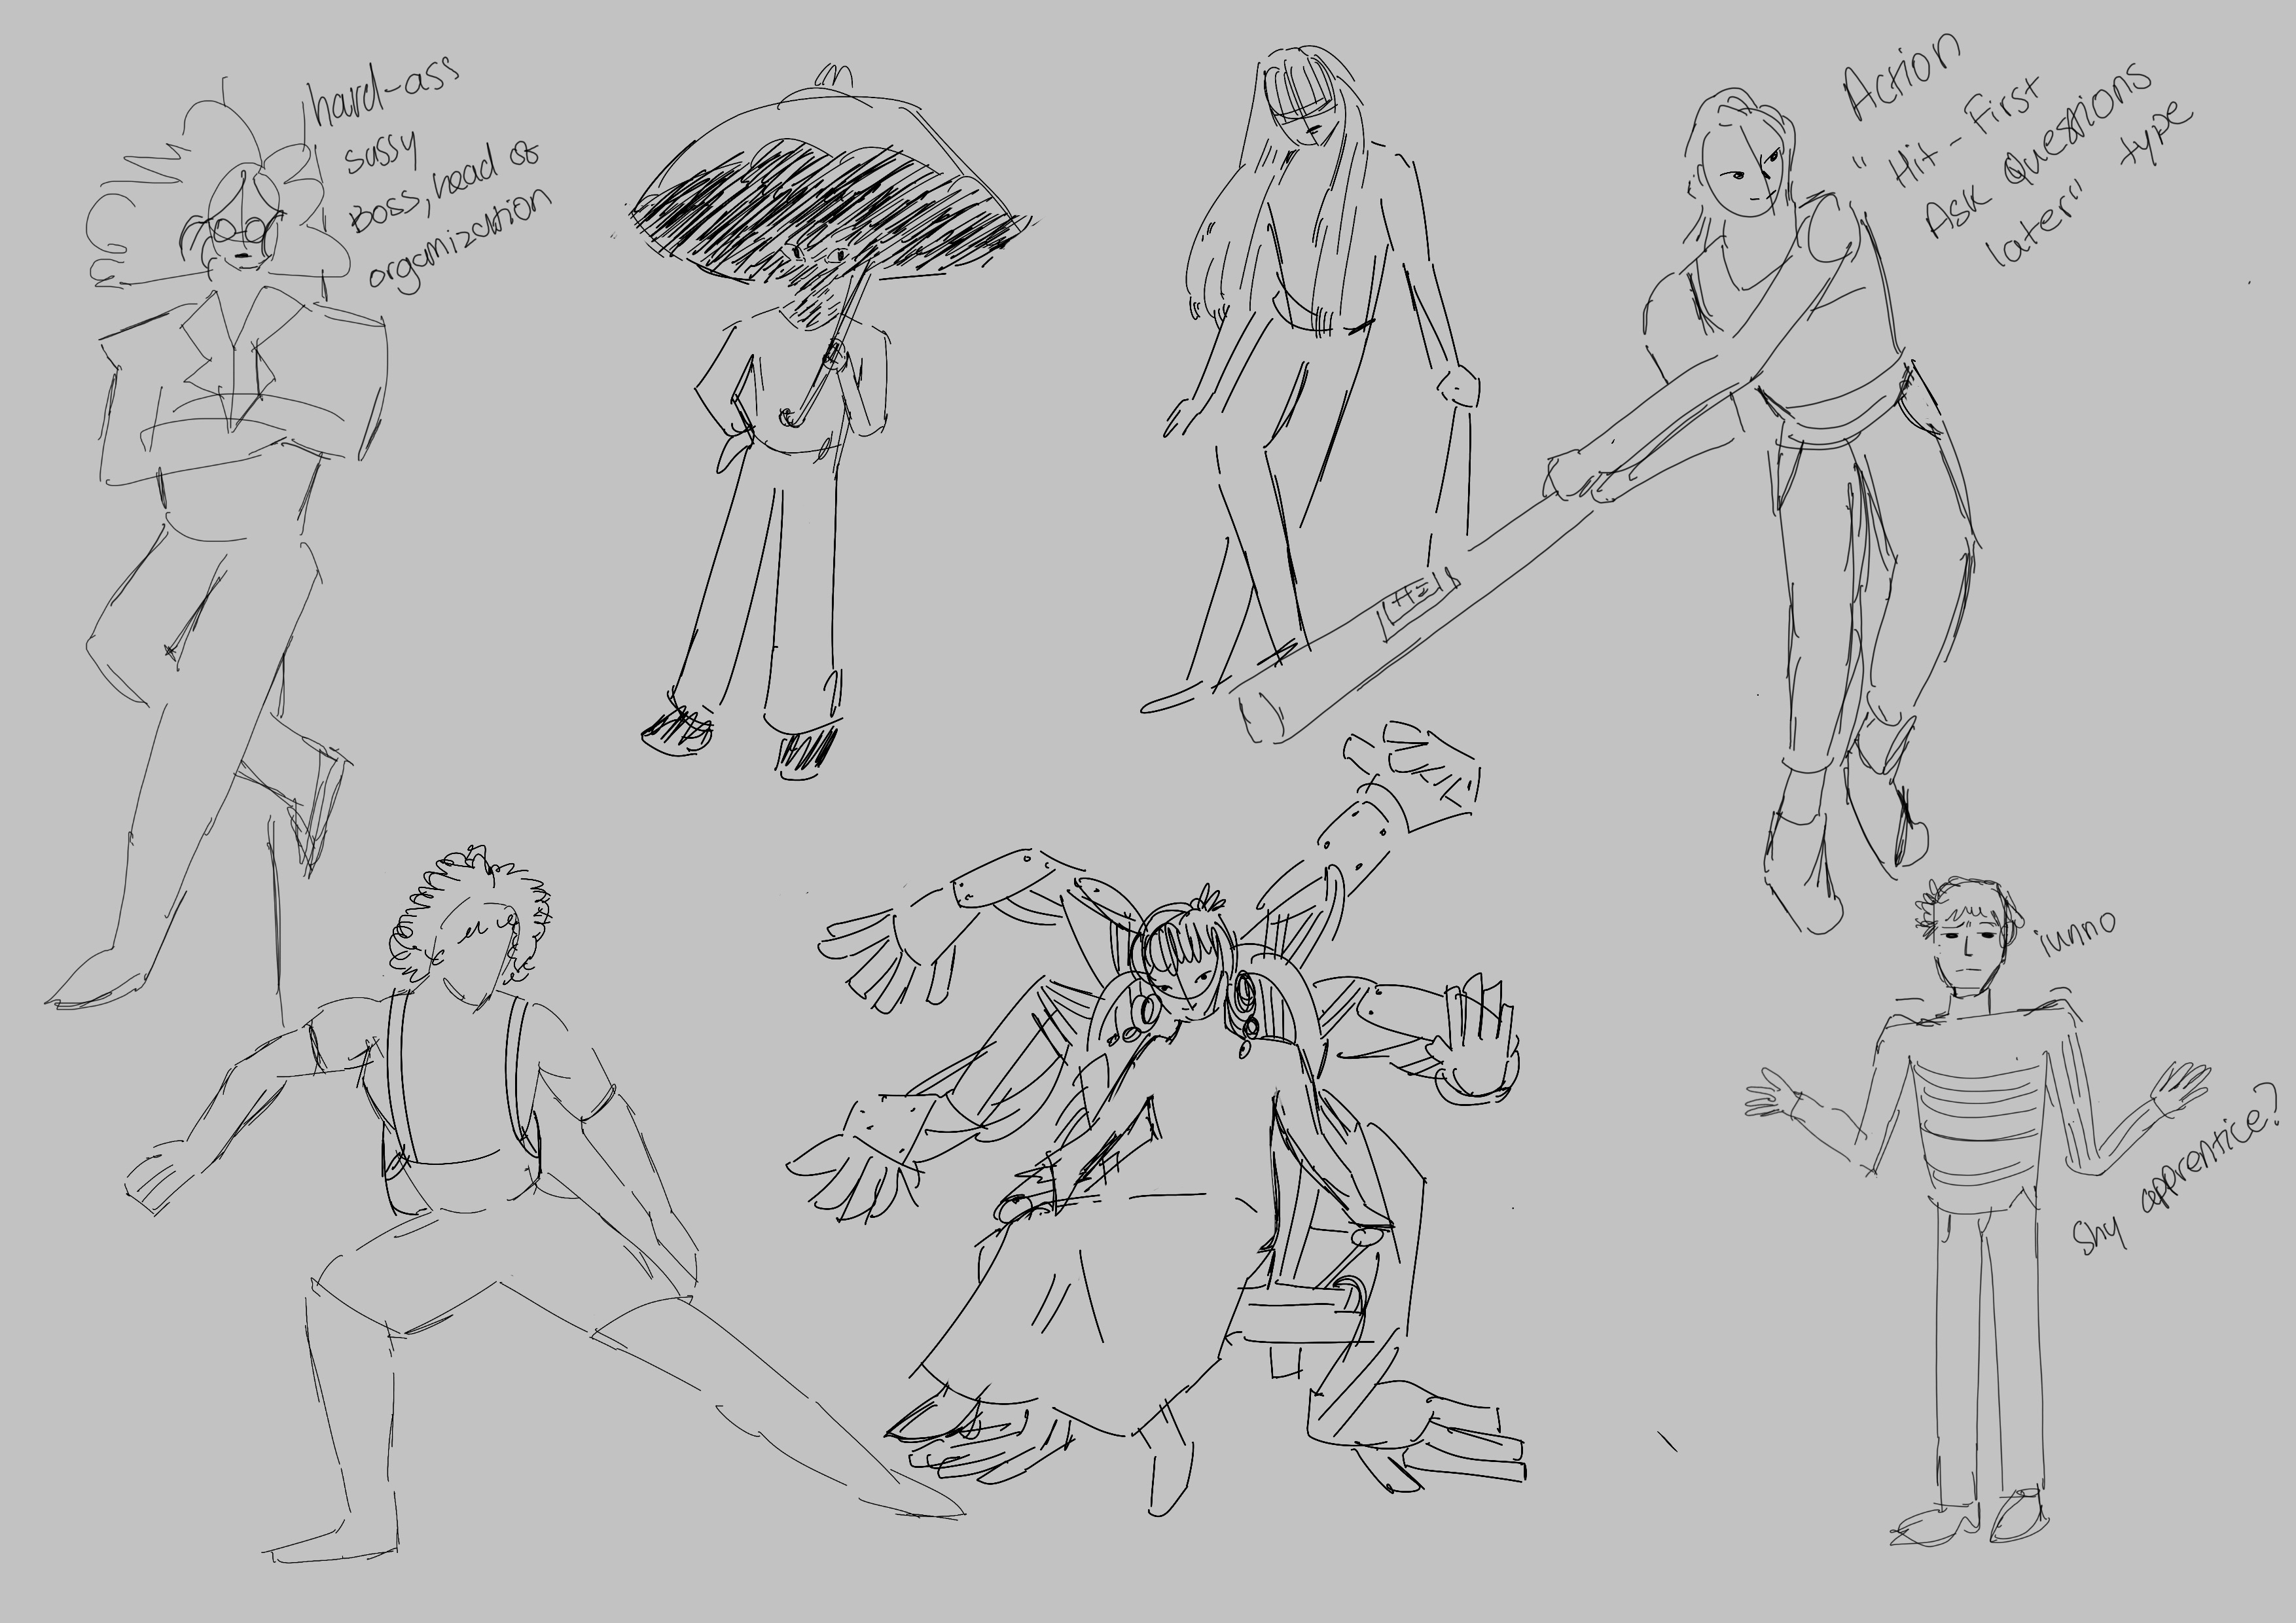 hard-ass
sassy
Boss, head of
organization
Action
"Hit-First
Ask Questions
later" type
iunno
Shy apprentice?